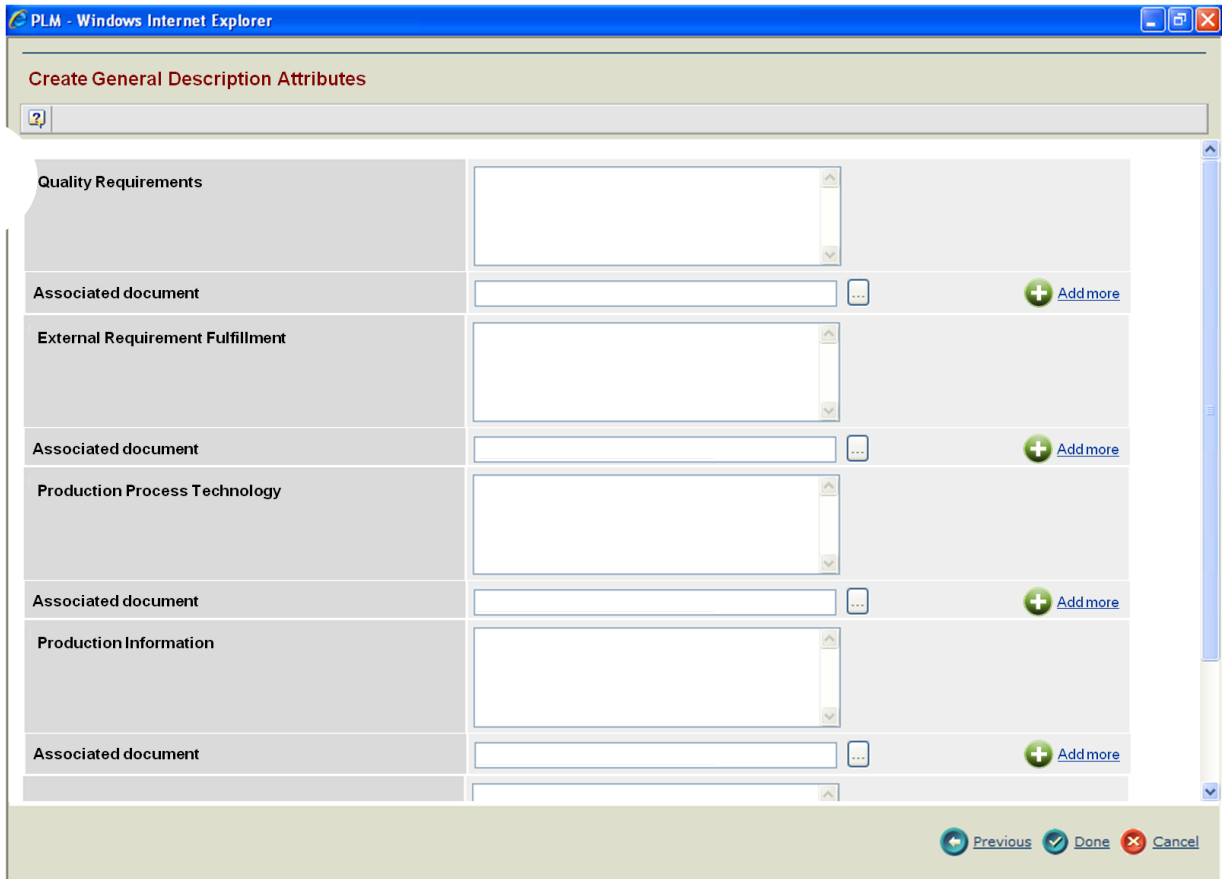 PLM - Windows Internet Explorer
Create General Description Attributes
Quality Requirements
Associated document ... Add more
External Requirement Fulfillment
Associated document ... Add more
Production Process Technology
Associated document ... Add more
Production Information
Associated document ... Add more
Previous Done Cancel